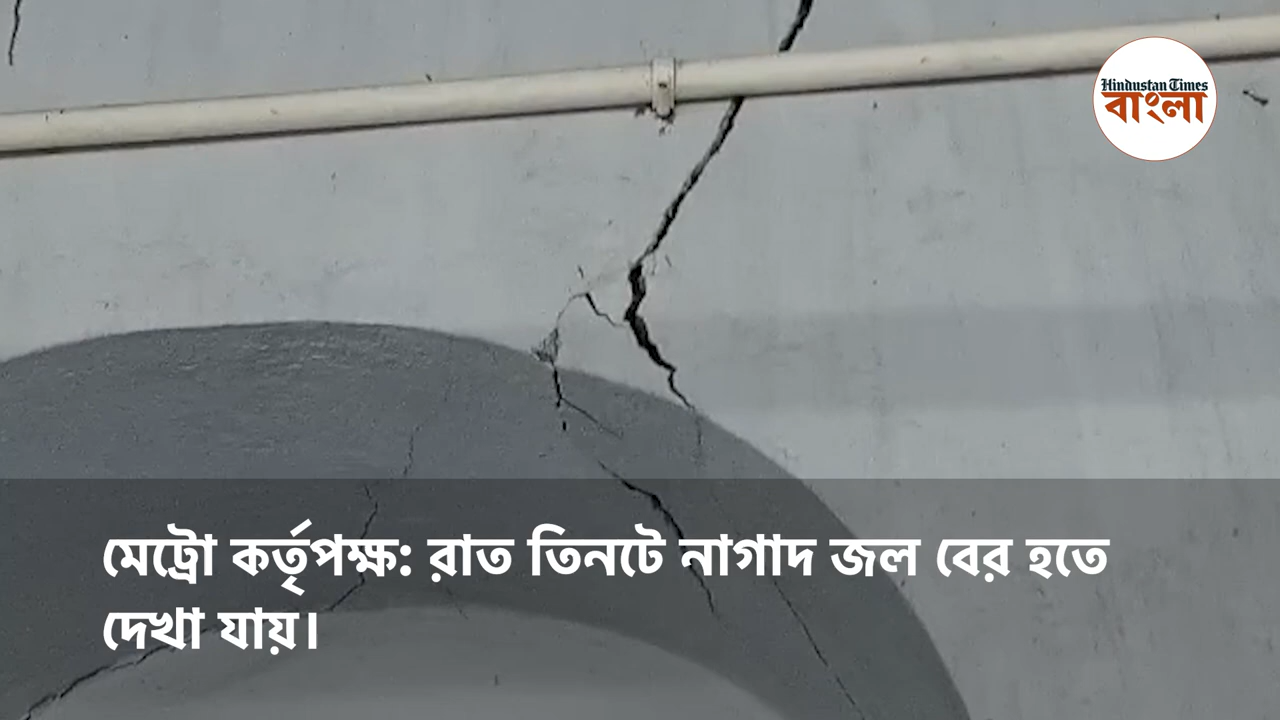 Hindustan Times
বাংলা
মেট্রো কর্তৃপক্ষ: রাত তিনটে নাগাদ জল বের হতে
দেখা যায়।